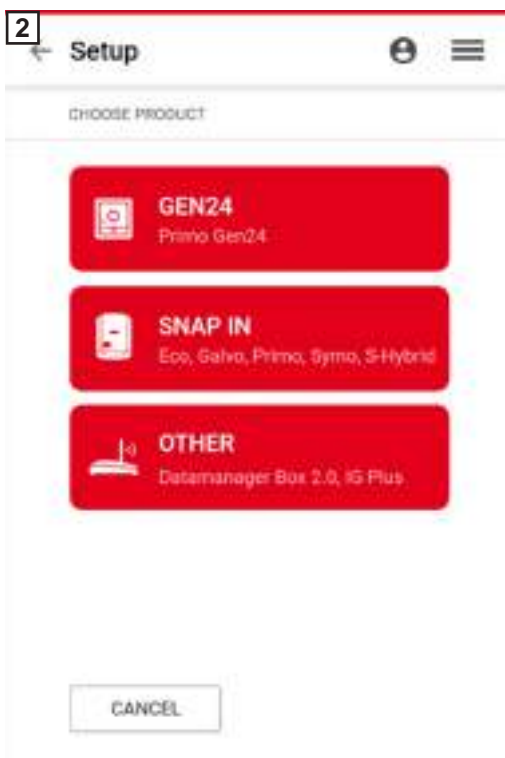 2
Setup
CHOOSE PRODUCT
GEN24
Primo Gen24
SNAP IN
Eco, Galvo, Primo, Symo, S-Hybrid
OTHER
Datamanager Box 2.0, IG Plus
CANCEL